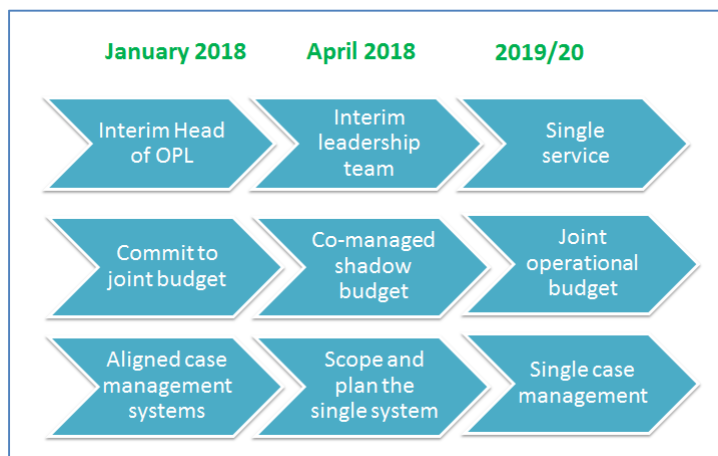 January 2018
April 2018
2019/20
Interim Head
of OPL
Interim
leadership
team
Single
service
Commit to
joint budget
Co-managed
shadow
budget
Joint
operational
budget
Aligned case
management
systems
Scope and
plan the
single system
Single case
management